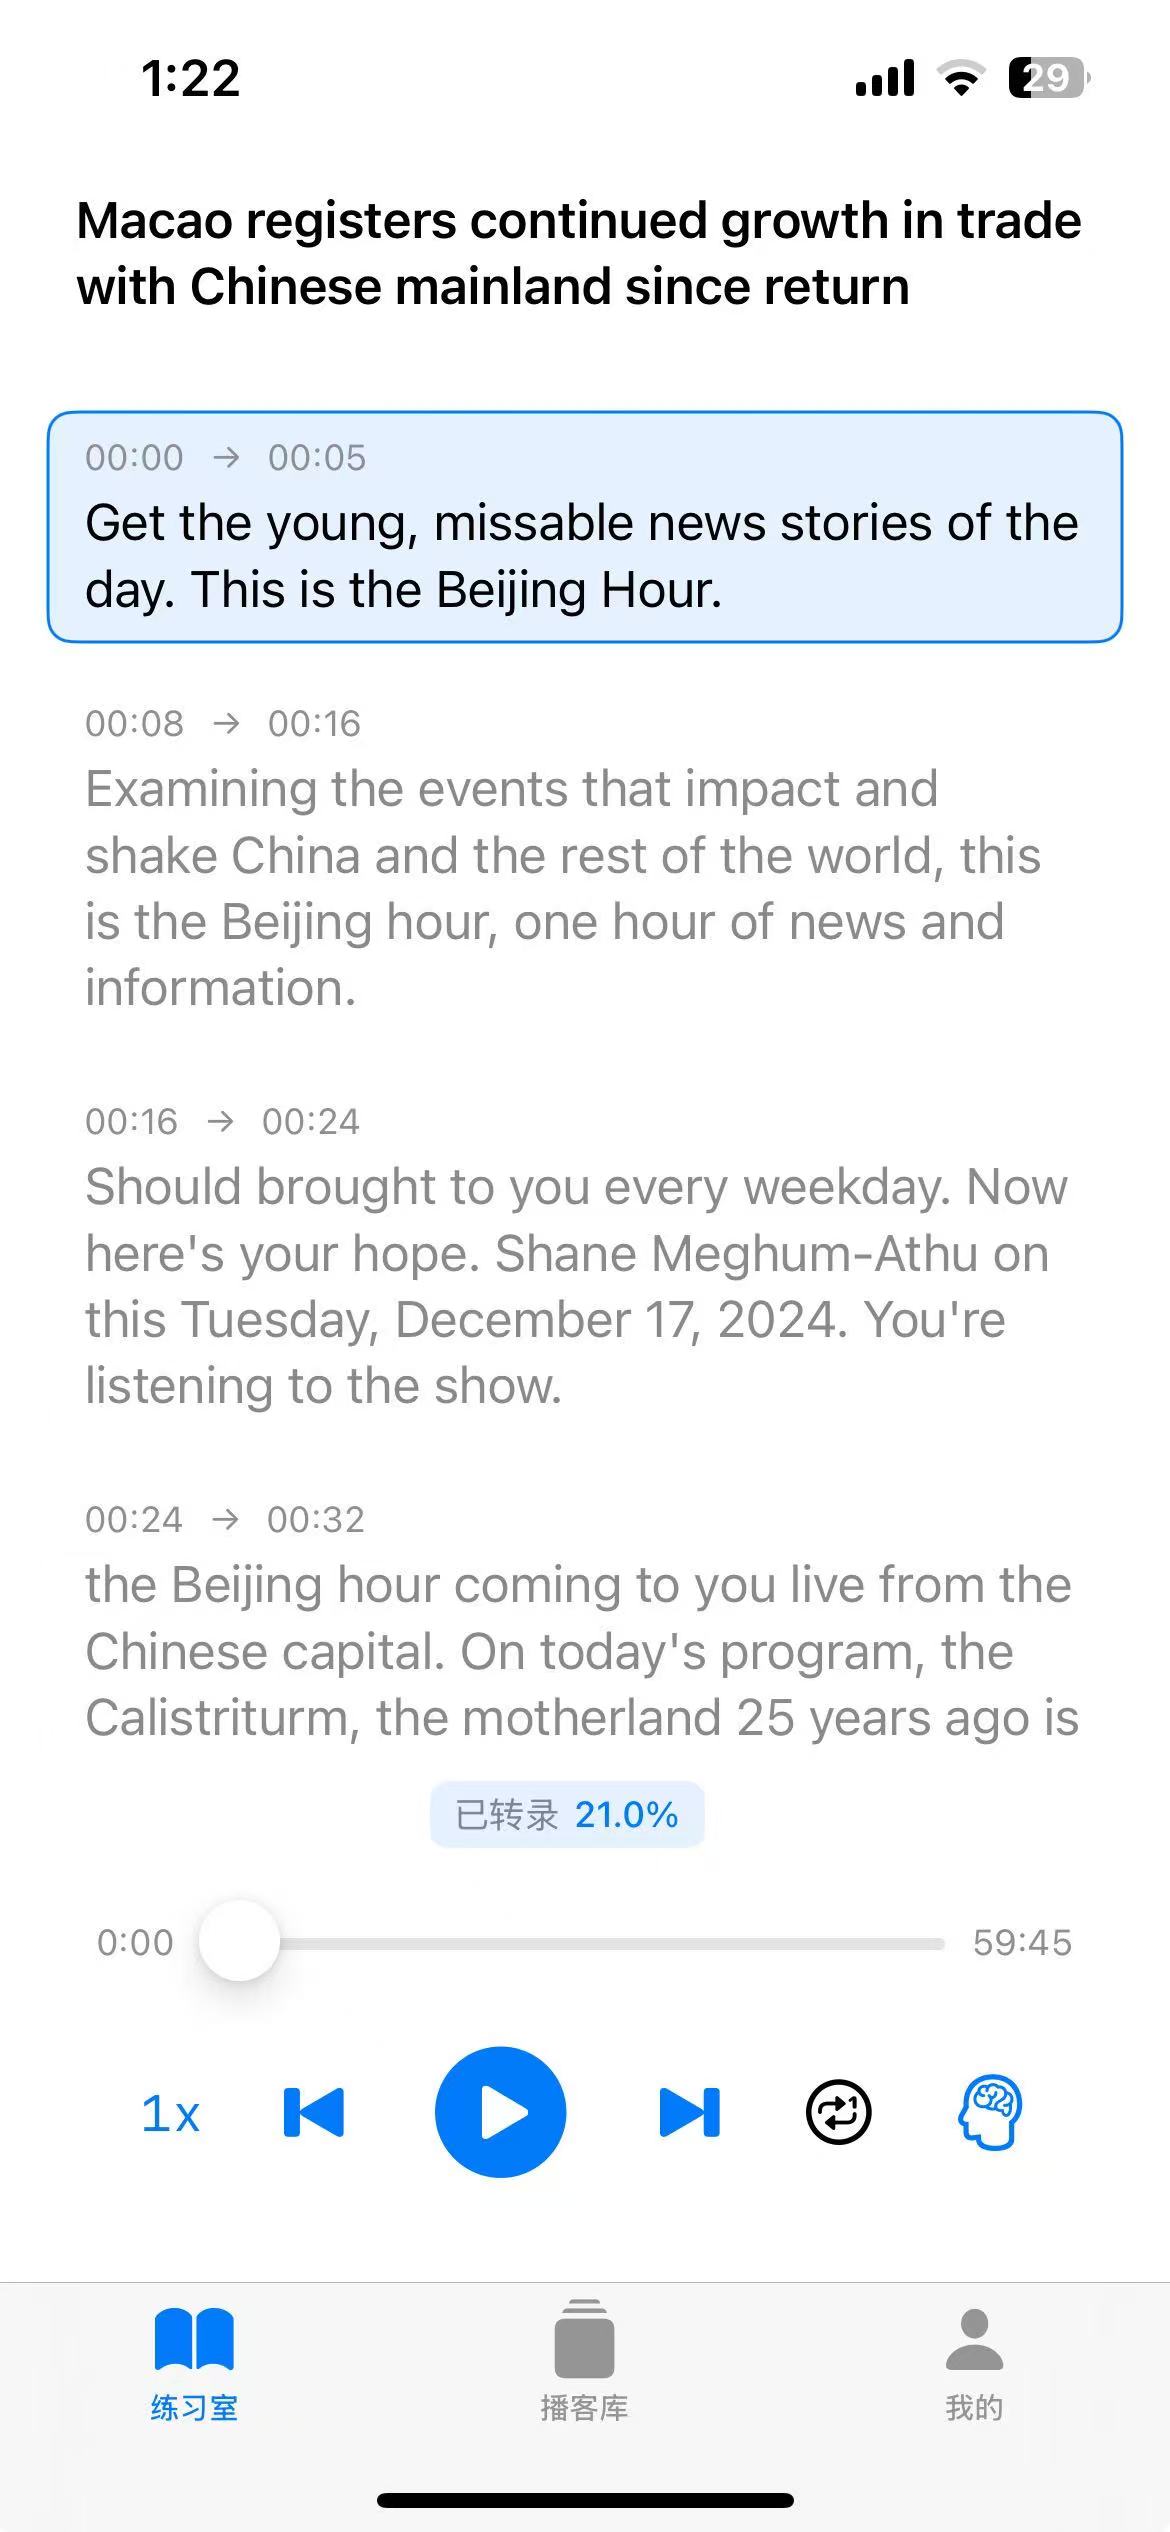 1:22
29
Macao registers continued growth in trade
with Chinese mainland since return
00:00 → 00:05
Get the young, missable news stories of the
day. This is the Beijing Hour.
00:08 → 00:16
Examining the events that impact and
shake China and the rest of the world, this
is the Beijing hour, one hour of news and
information.
00:16 → 00:24
Should brought to you every weekday. Now
here's your hope. Shane Meghum-Athu on
this Tuesday, December 17, 2024. You're
listening to the show.
00:24 → 00:32
the Beijing hour coming to you live from the
Chinese capital. On today's program, the
Calistriturm, the motherland 25 years ago is
已转录 21.0%
0:00 59:45
1x 1
练习室 播客库 我的